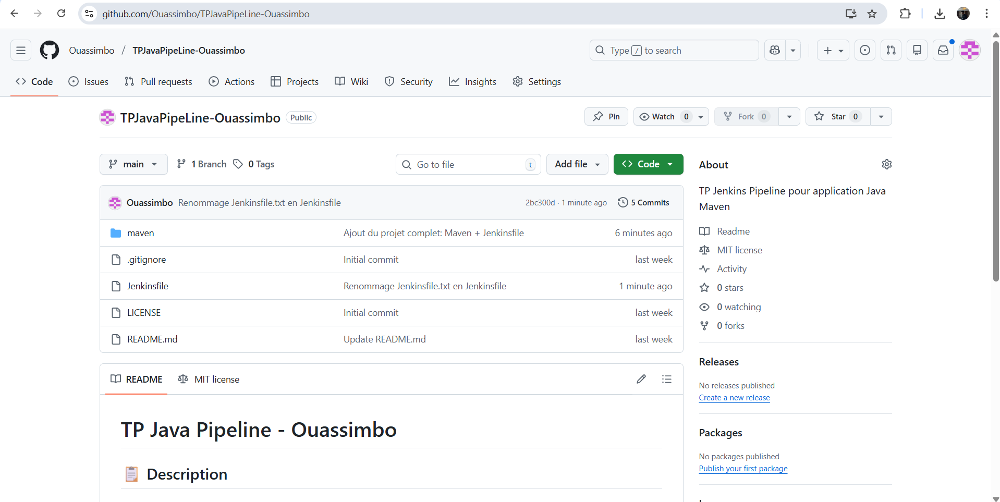 github.com/Ouassimbo/TPJavaPipeLine-Ouassimbo
Ouassimbo / TPJavaPipeLine-Ouassimbo
Type / to search
Code Issues Pull requests Actions Projects Wiki Security Insights Settings
TPJavaPipeLine-Ouassimbo Public
Pin Watch 0 Fork 0 Star 0
main 1 Branch 0 Tags Go to file t Add file Code
Ouassimbo Renommage Jenkinsfile.txt en Jenkinsfile 2bc300d · 1 minute ago 5 Commits
maven Ajout du projet complet: Maven + Jenkinsfile 6 minutes ago
.gitignore Initial commit last week
Jenkinsfile Renommage Jenkinsfile.txt en Jenkinsfile 1 minute ago
LICENSE Initial commit last week
README.md Update README.md last week
README MIT license
TP Java Pipeline - Ouassimbo
Description
About
TP Jenkins Pipeline pour application Java
Maven
Readme
MIT license
Activity
0 stars
0 watching
0 forks
Releases
No releases published
Create a new release
Packages
No packages published
Publish your first package